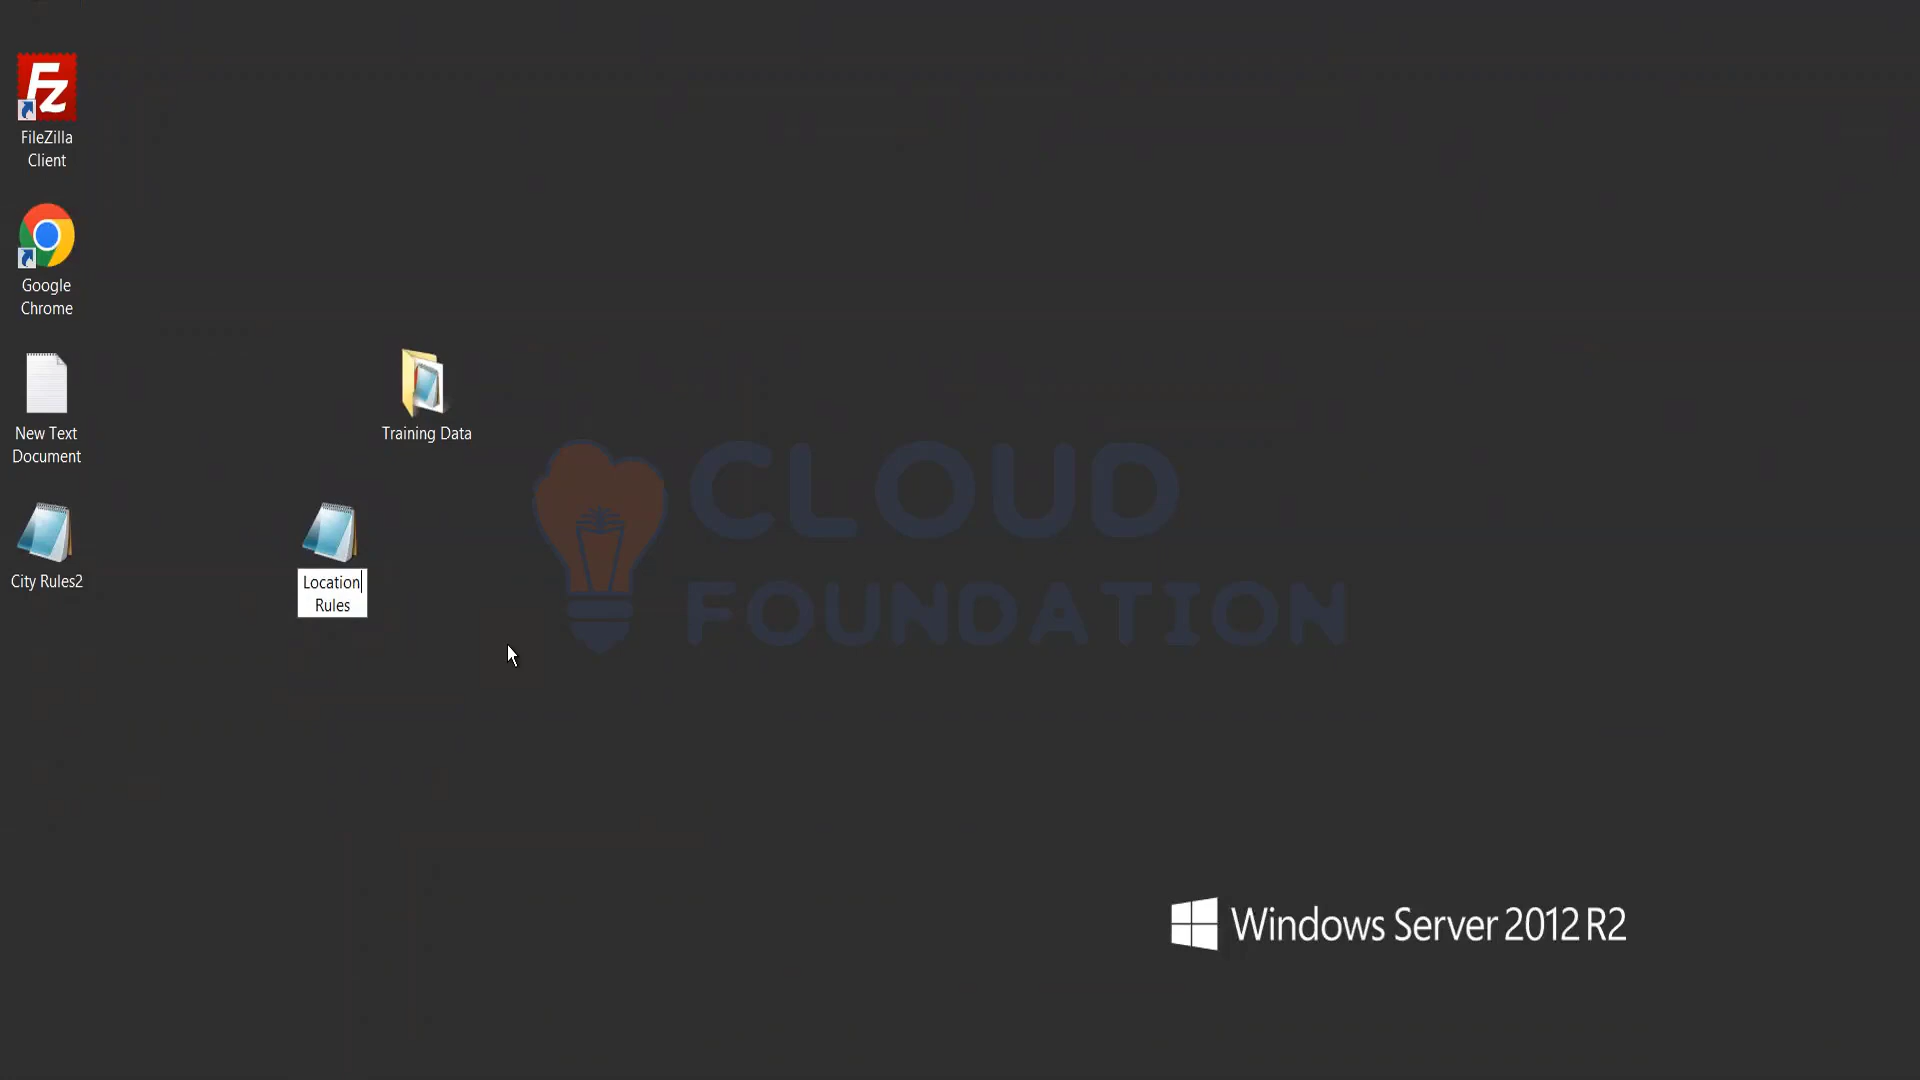 FileZilla
Client
Google
Chrome
New Text
Document
Training Data
City Rules2
Location
Rules
CLOUD
FOUNDATION
Windows Server 2012 R2